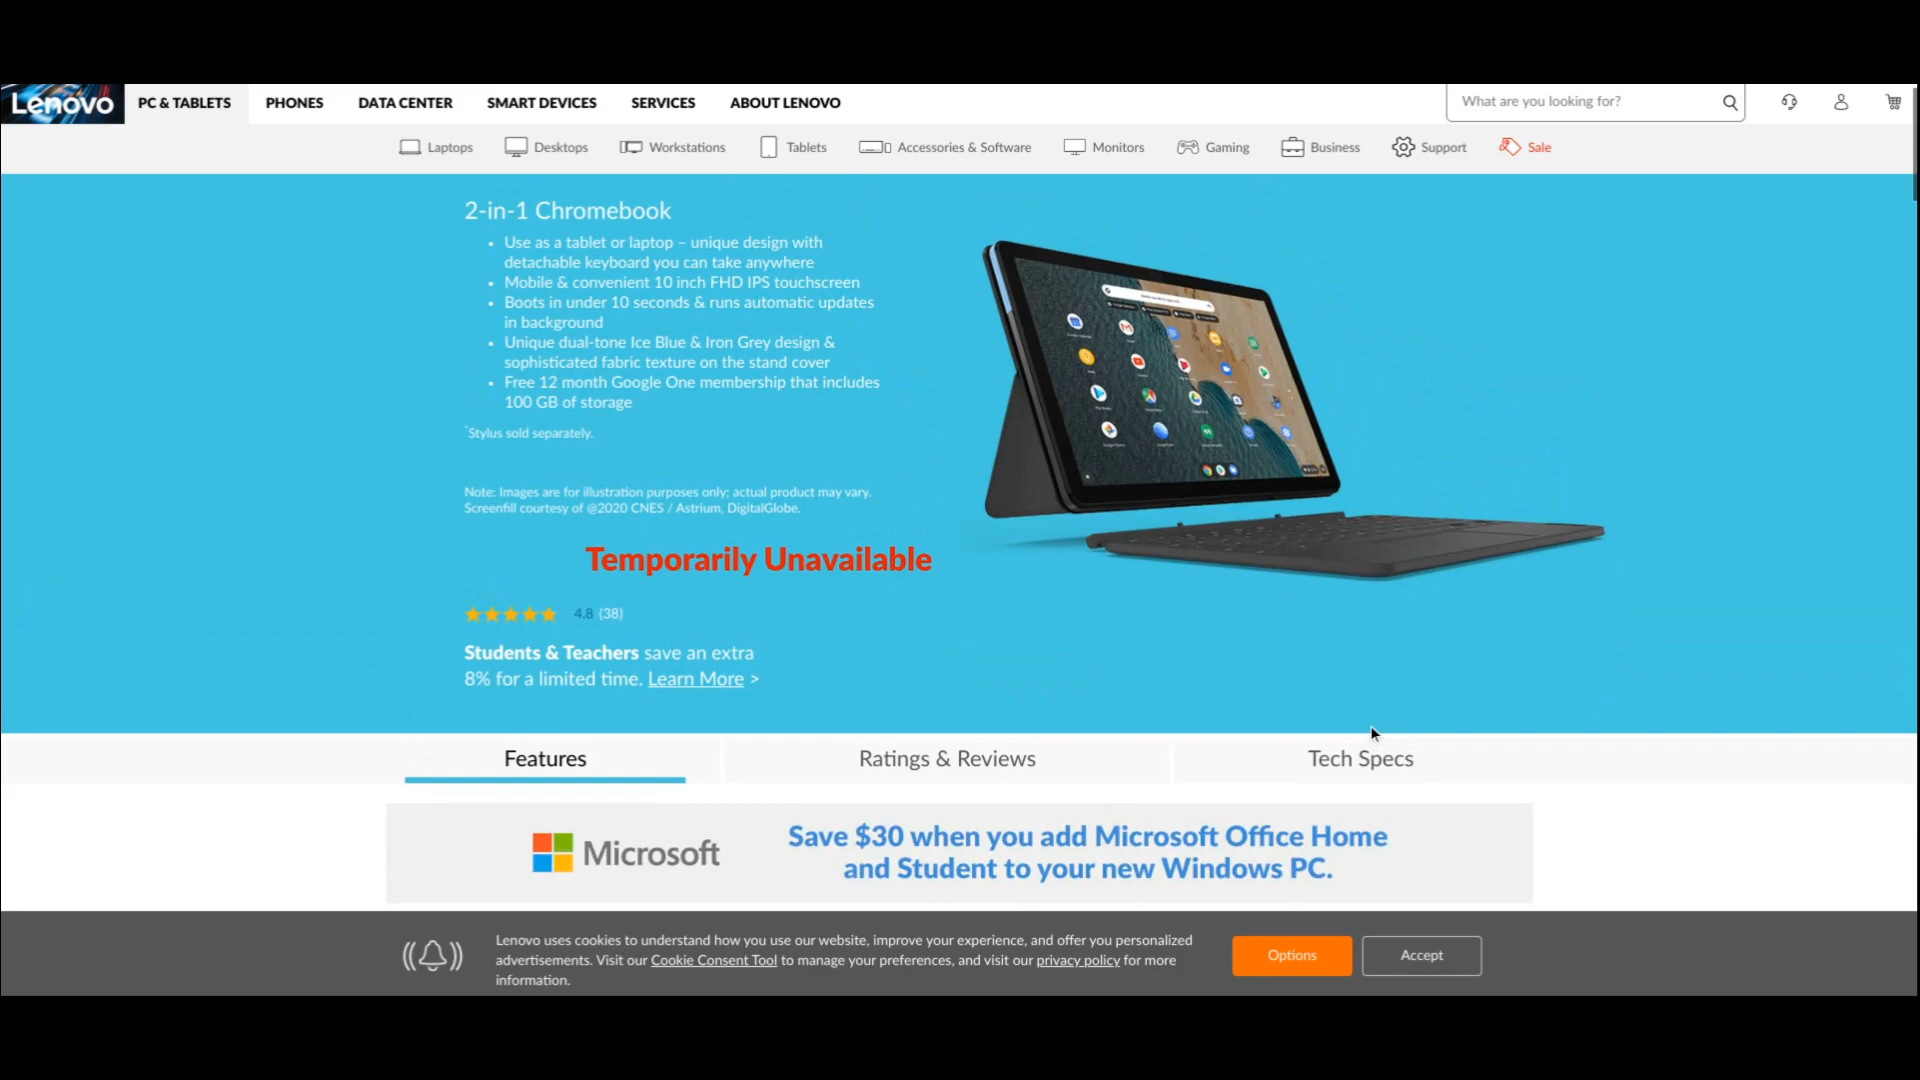 Lenovo
PC & TABLETS
PHONES
DATA CENTER
SMART DEVICES
SERVICES
ABOUT LENOVO
What are you looking for?
Laptops
Desktops
Workstations
Tablets
Accessories & Software
Monitors
Gaming
Business
Support
Sale
2-in-1 Chromebook
• Use as a tablet or laptop – unique design with
detachable keyboard you can take anywhere
• Mobile & convenient 10 inch FHD IPS touchscreen
• Boots in under 10 seconds & runs automatic updates
in background
• Unique dual-tone Ice Blue & Iron Grey design &
sophisticated fabric texture on the stand cover
• Free 12 month Google One membership that includes
100 GB of storage
*Stylus sold separately.
Note: Images are for illustration purposes only; actual product may vary.
Screenfill courtesy of @2020 CNES / Astrium, DigitalGlobe.
Temporarily Unavailable
4.8 (38)
Students & Teachers save an extra
8% for a limited time. Learn More >
Features
Ratings & Reviews
Tech Specs
Microsoft
Save $30 when you add Microsoft Office Home
and Student to your new Windows PC.
Lenovo uses cookies to understand how you use our website, improve your experience, and offer you personalized
advertisements. Visit our Cookie Consent Tool to manage your preferences, and visit our privacy policy for more
information.
Options
Accept